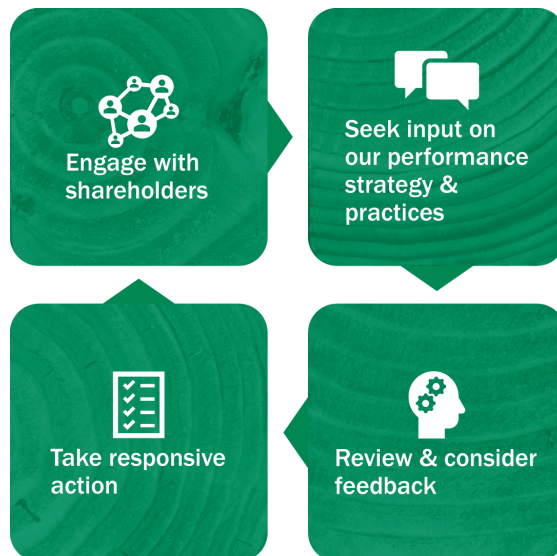 Engage with
shareholders
Seek input on
our performance
strategy &
practices
Take responsive
action
Review & consider
feedback